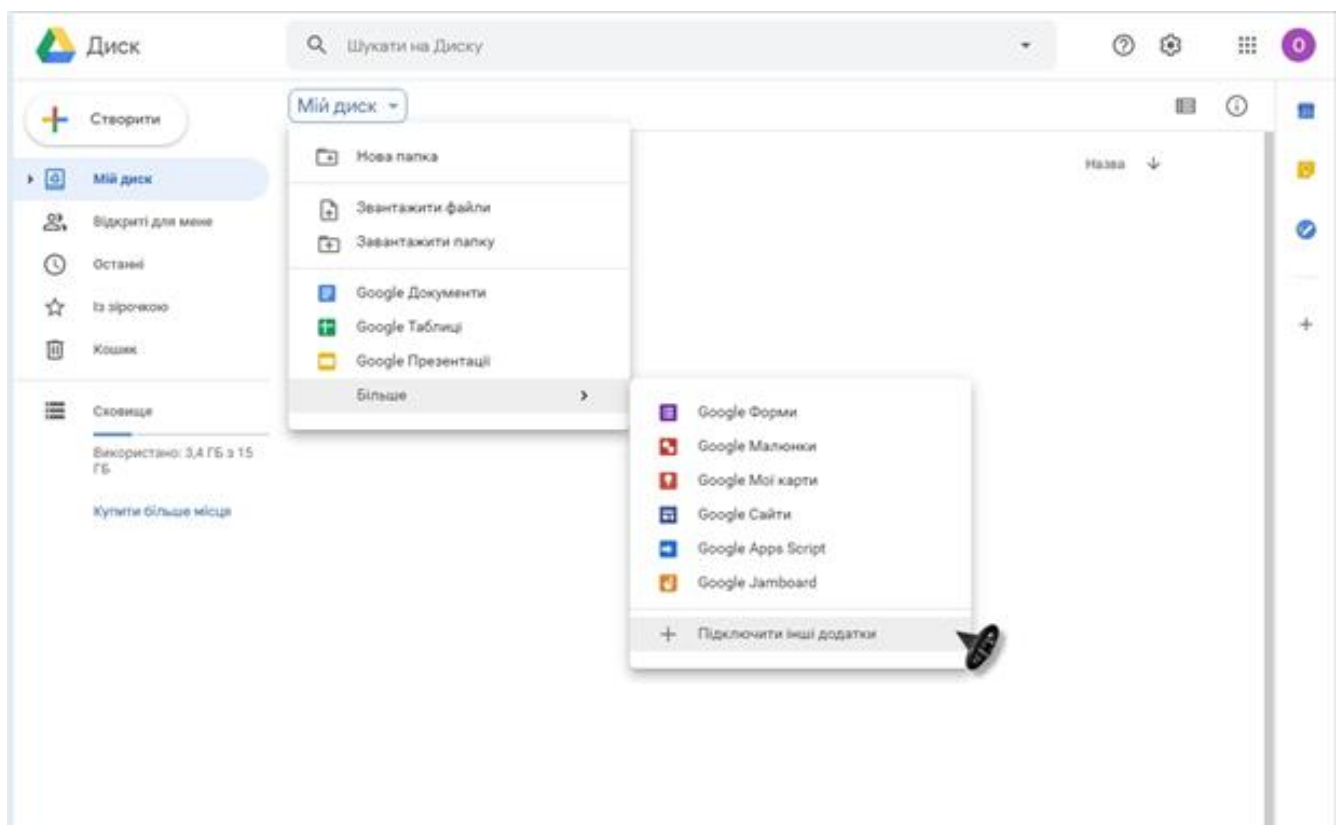 Диск
Шукати на Диску
О
Створити
Мій диск
Нова папка
Звантажити файли
Завантажити папку
Google Документи
Google Таблиці
Google Презентації
Більше
Google Форми
Google Малюнки
Google Мої карти
Google Сайти
Google Apps Script
Google Jamboard
Підключити інші додатки
Назва
Мій диск
Відкриті для мене
Останні
Із зірочкою
Кошик
Сховище
Використано: 3,4 ГБ з 15
ГБ
Купити більше місця